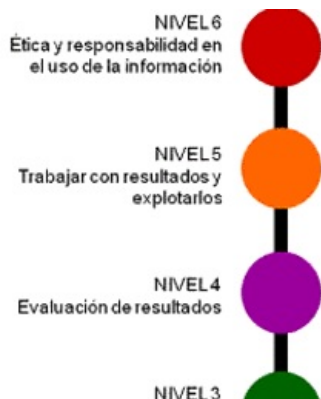 NIVEL 6
Ética y responsabilidad en
el uso de la información
NIVEL 5
Trabajar con resultados y
explotarlos
NIVEL 4
Evaluación de resultados
NIVEL 3